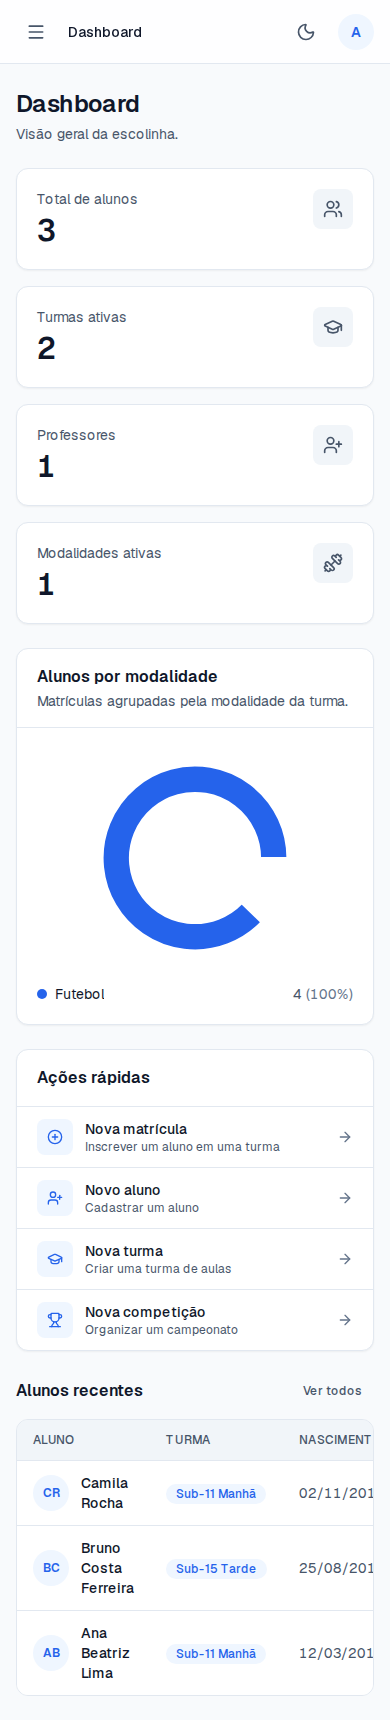 Dashboard
A
Dashboard
Visão geral da escolinha.
Total de alunos
3
Turmas ativas
2
Professores
1
Modalidades ativas
1
Alunos por modalidade
Matrículas agrupadas pela modalidade da turma.
Futebol 4 (100%)
Ações rápidas
Nova matrícula
Inscrever um aluno em uma turma
Novo aluno
Cadastrar um aluno
Nova turma
Criar uma turma de aulas
Nova competição
Organizar um campeonato
Alunos recentes Ver todos
ALUNO TURMA NASCIMENT
CR Camila
Rocha
Sub-11 Manhã 02/11/201
BC Bruno
Costa
Ferreira
Sub-15 Tarde 25/08/201
AB Ana
Beatriz
Lima
Sub-11 Manhã 12/03/201